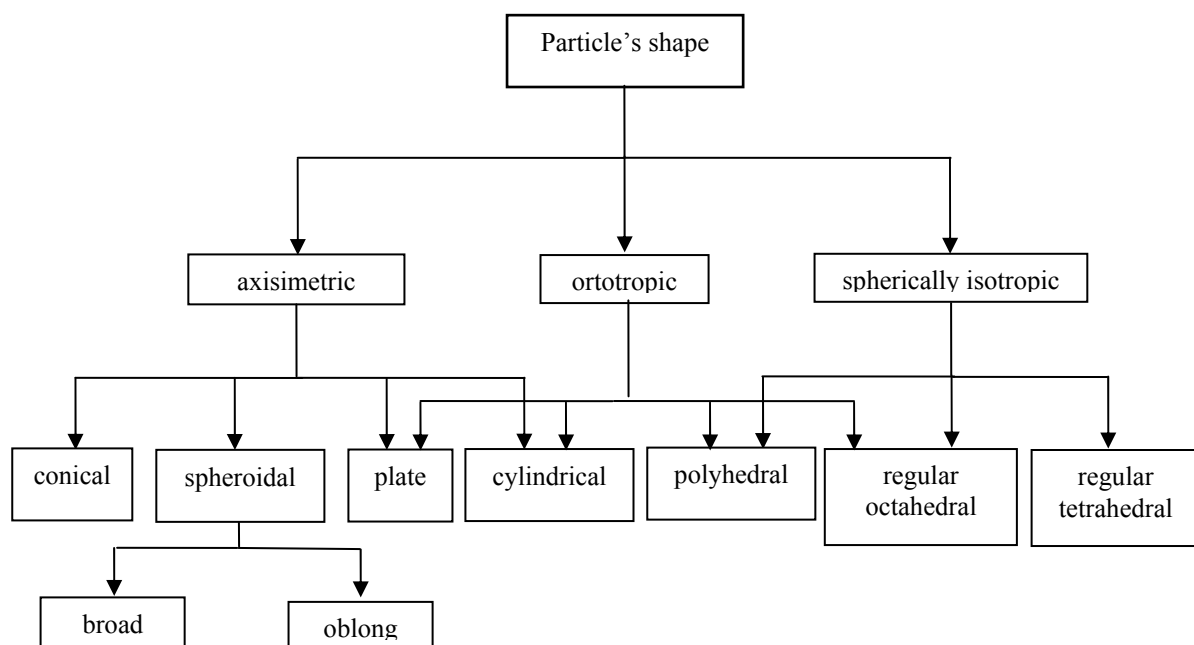 Particle’s shape
axisimetric
ortotropic
spherically isotropic
conical
spheroidal
plate
cylindrical
polyhedral
regular
octahedral
regular
tetrahedral
broad
oblong